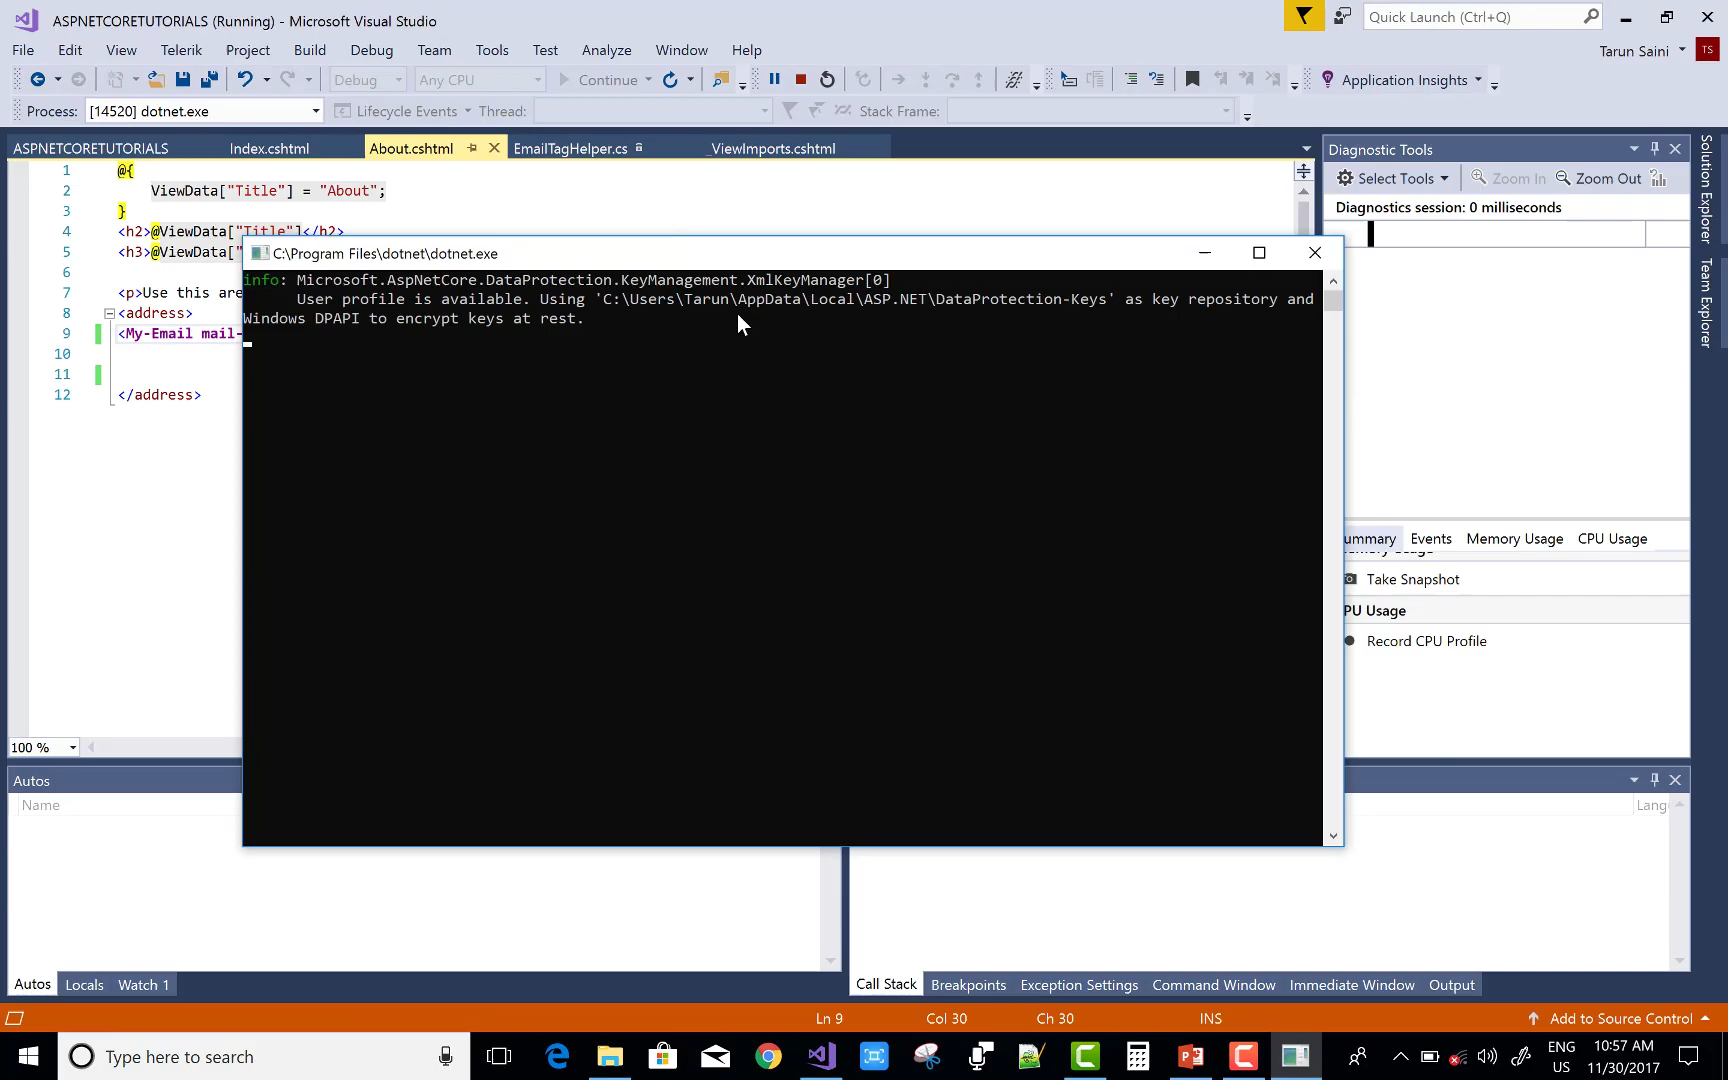 ASPNETCORETUTORIALS (Running) - Microsoft Visual Studio
Quick Launch (Ctrl+Q)
File Edit View Telerik Project Build Debug Team Tools Test Analyze Window Help
Tarun Saini TS
Debug Any CPU Continue Application Insights
Process: [14520] dotnet.exe Lifecycle Events Thread: Stack Frame:
ASPNETCORETUTORIALS Index.cshtml About.cshtml EmailTagHelper.cs _ViewImports.cshtml
Diagnostic Tools
Select Tools Zoom In Zoom Out
Diagnostics session: 0 milliseconds
Solution Explorer
Team Explorer
1 @{
2 ViewData["Title"] = "About";
3 }
4 <h2>@ViewData["Title"]</h2>
5 <h3>@ViewData["
6
7 <p>Use this are
8 <address>
9 <My-Email mail-
10
11
12 </address>
C:\Program Files\dotnet\dotnet.exe
info: Microsoft.AspNetCore.DataProtection.KeyManagement.XmlKeyManager[0]
User profile is available. Using 'C:\Users\Tarun\AppData\Local\ASP.NET\DataProtection-Keys' as key repository and
Windows DPAPI to encrypt keys at rest.
ummary Events Memory Usage CPU Usage
Take Snapshot
PU Usage
Record CPU Profile
100 %
Autos
Name
Lang
Autos Locals Watch 1
Call Stack Breakpoints Exception Settings Command Window Immediate Window Output
Ln 9 Col 30 Ch 30 INS Add to Source Control
Type here to search
ENG
US
10:57 AM
11/30/2017